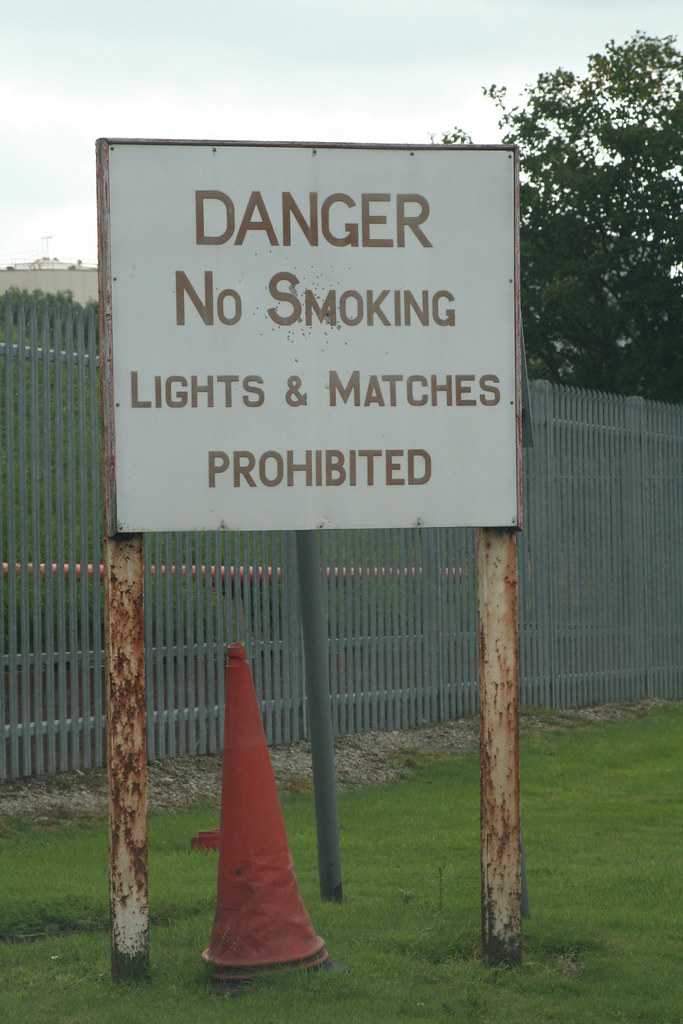 DANGER
No Smoking
Lights & Matches
PROHIBITED